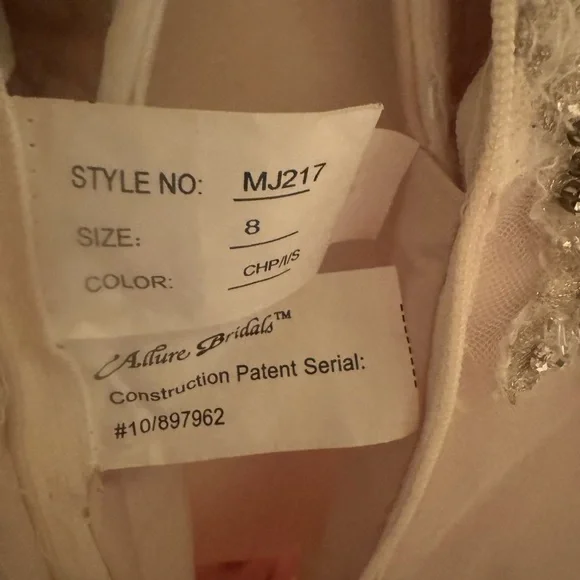 STYLE NO: MJ217
SIZE: 8
COLOR: CHP/I/S
Allure Bridals™
Construction Patent Serial:
#10/897962